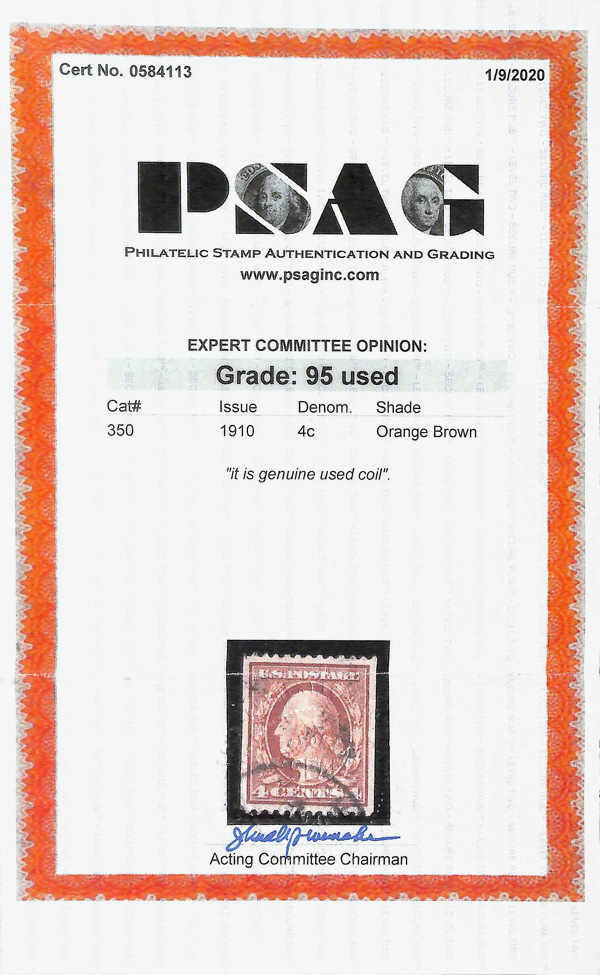 Cert No. 0584113
1/9/2020
PSAG
PHILATELIC STAMP AUTHENTICATION AND GRADING
www.psaginc.com
EXPERT COMMITTEE OPINION:
Grade: 95 used
Cat# Issue Denom. Shade
350 1910 4c Orange Brown
"it is genuine used coil".
U.S. POSTAGE
4 CENTS 4
Acting Committee Chairman